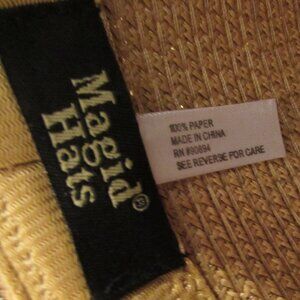 Magid®
Hats
100% PAPER
MADE IN CHINA
RN #90894
SEE REVERSE FOR CARE